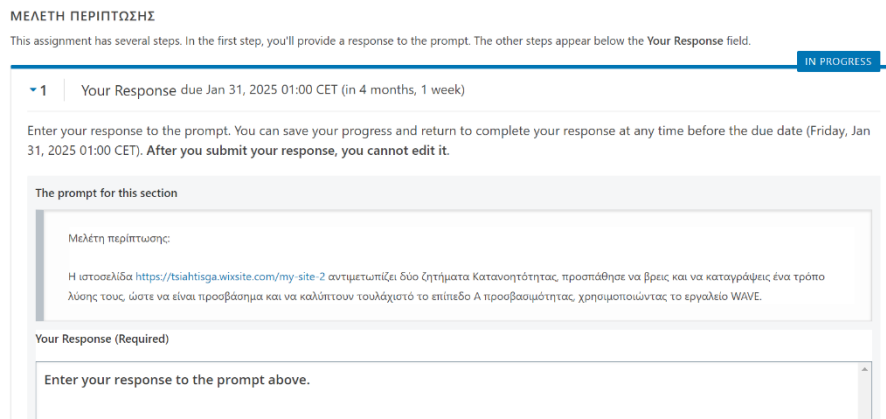 ΜΕΛΕΤΗ ΠΕΡΙΠΤΩΣΗΣ
This assignment has several steps. In the first step, you'll provide a response to the prompt. The other steps appear below the Your Response field.
IN PROGRESS
1 Your Response due Jan 31, 2025 01:00 CET (in 4 months, 1 week)
Enter your response to the prompt. You can save your progress and return to complete your response at any time before the due date (Friday, Jan
31, 2025 01:00 CET). After you submit your response, you cannot edit it.
The prompt for this section
Μελέτη περίπτωσης:
Η ιστοσελίδα https://tsiahtisga.wixsite.com/my-site-2 αντιμετωπίζει δύο ζητήματα Κατανοητότητας, προσπάθησε να βρεις και να καταγράψεις ένα τρόπο
λύσης τους, ώστε να είναι προσβάσημα και να καλύπτουν τουλάχιστό το επίπεδο Α προσβασιμότητας, χρησιμοποιώντας το εργαλείο WAVE.
Your Response (Required)
Enter your response to the prompt above.